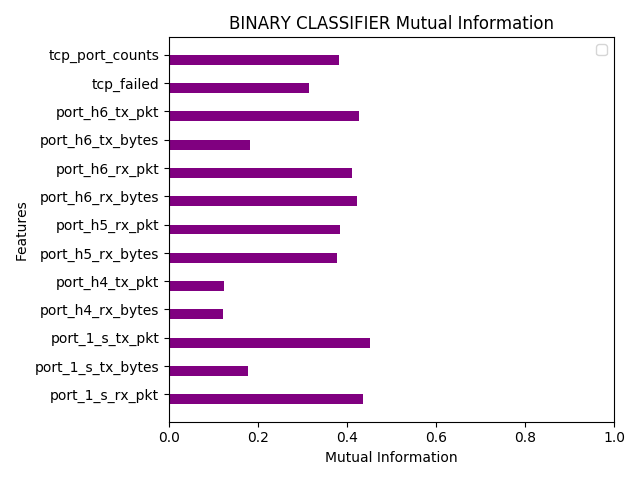 BINARY CLASSIFIER Mutual Information
tcp_port_counts
tcp_failed
port_h6_tx_pkt
port_h6_tx_bytes
port_h6_rx_pkt
port_h6_rx_bytes
port_h5_rx_pkt
port_h5_rx_bytes
port_h4_tx_pkt
port_h4_rx_bytes
port_1_s_tx_pkt
port_1_s_tx_bytes
port_1_s_rx_pkt
Features
0.0 0.2 0.4 0.6 0.8 1.0
Mutual Information